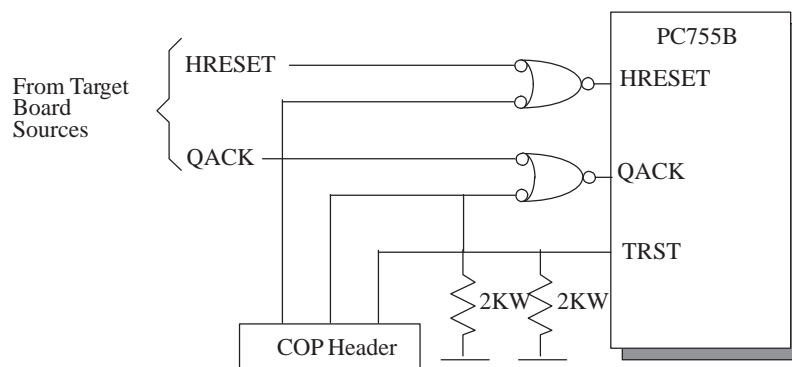 PC755B
HRESET
HRESET
From Target
Board
Sources
QACK
QACK
TRST
2KW
2KW
COP Header